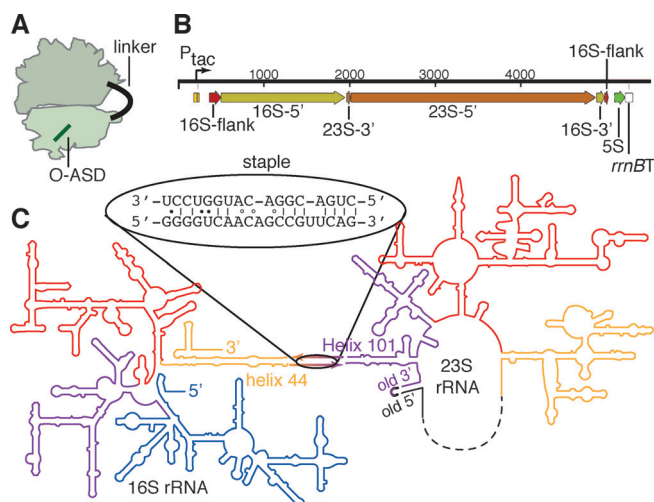 A
linker
O-ASD
B
Ptac
1000
2000
3000
4000
16S-flank
16S-flank
16S-5'
23S-3'
23S-5'
16S-3'
5S
rrnBT
staple
3'-UCCUGGUAC-AGGC-AGUC-5'
5'-GGGGUCAACAGCCGUUCAG-3'
C
3'
helix 44
Helix 101
old 3'
old 5'
23S
rRNA
5'
16S rRNA